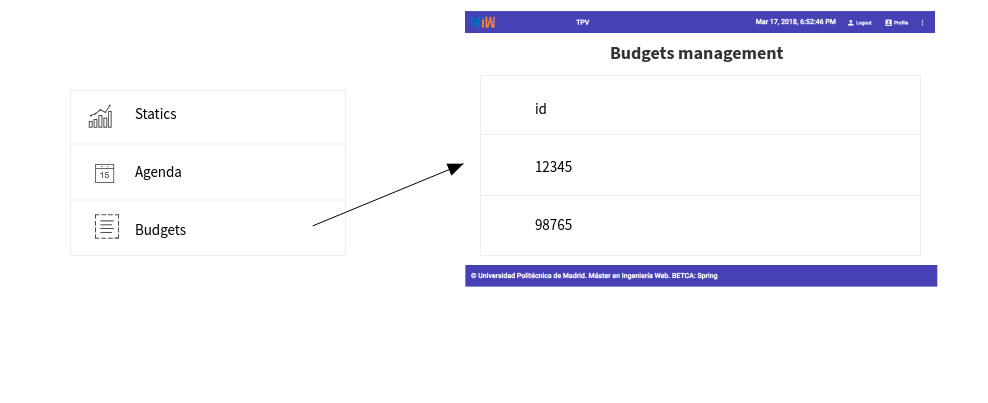 Statics
15
Agenda
Budgets
MIW
TPV
Mar 17, 2018, 6:52:46 PM
Logout
Profile
Budgets management
id
12345
98765
© Universidad Politécnica de Madrid. Máster en Ingeniería Web. BETCA: Spring